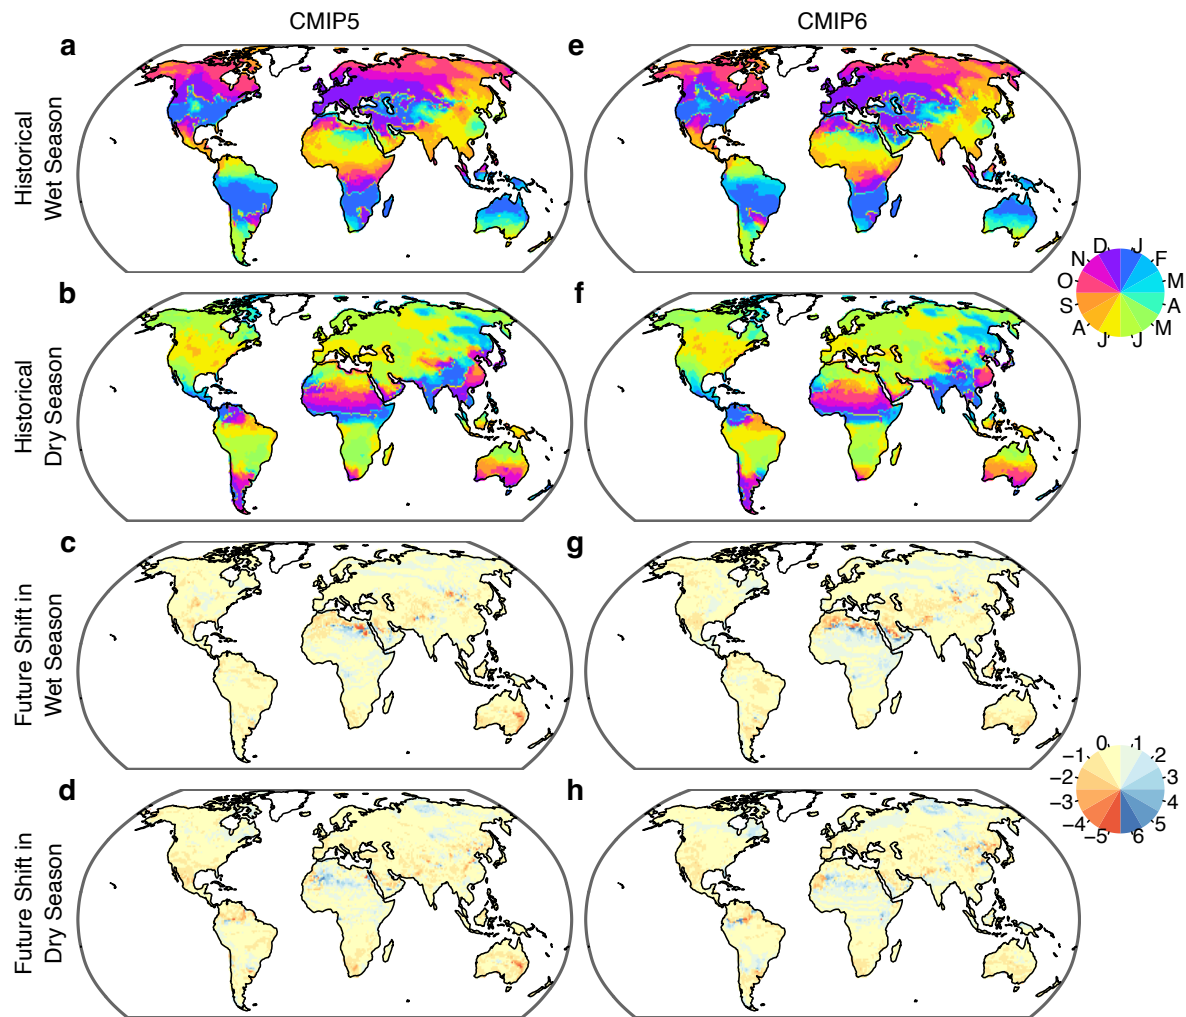 CMIP5
CMIP6
a
e
Historical
Wet Season
b
f
Historical
Dry Season
D J
N F
O M
S A
A M
J J
c
g
Future Shift in
Wet Season
d
h
Future Shift in
Dry Season
0 1
−1 2
−2 3
−3 4
−4 5
−5 6